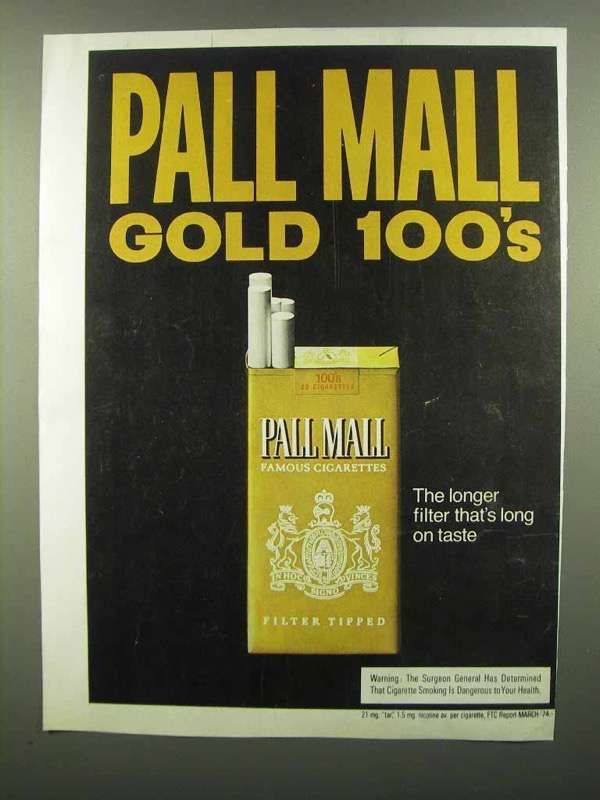 PALL MALL
GOLD 100's
100's
20 CIGARETTES
PALL MALL
FAMOUS CIGARETTES
The longer
filter that's long
on taste
IN HOC SIGNO VINCES
FILTER TIPPED
Warning: The Surgeon General Has Determined
That Cigarette Smoking Is Dangerous to Your Health.
21 mg. "tar," 1.5 mg. nicotine av. per cigarette, FTC Report MARCH '74.